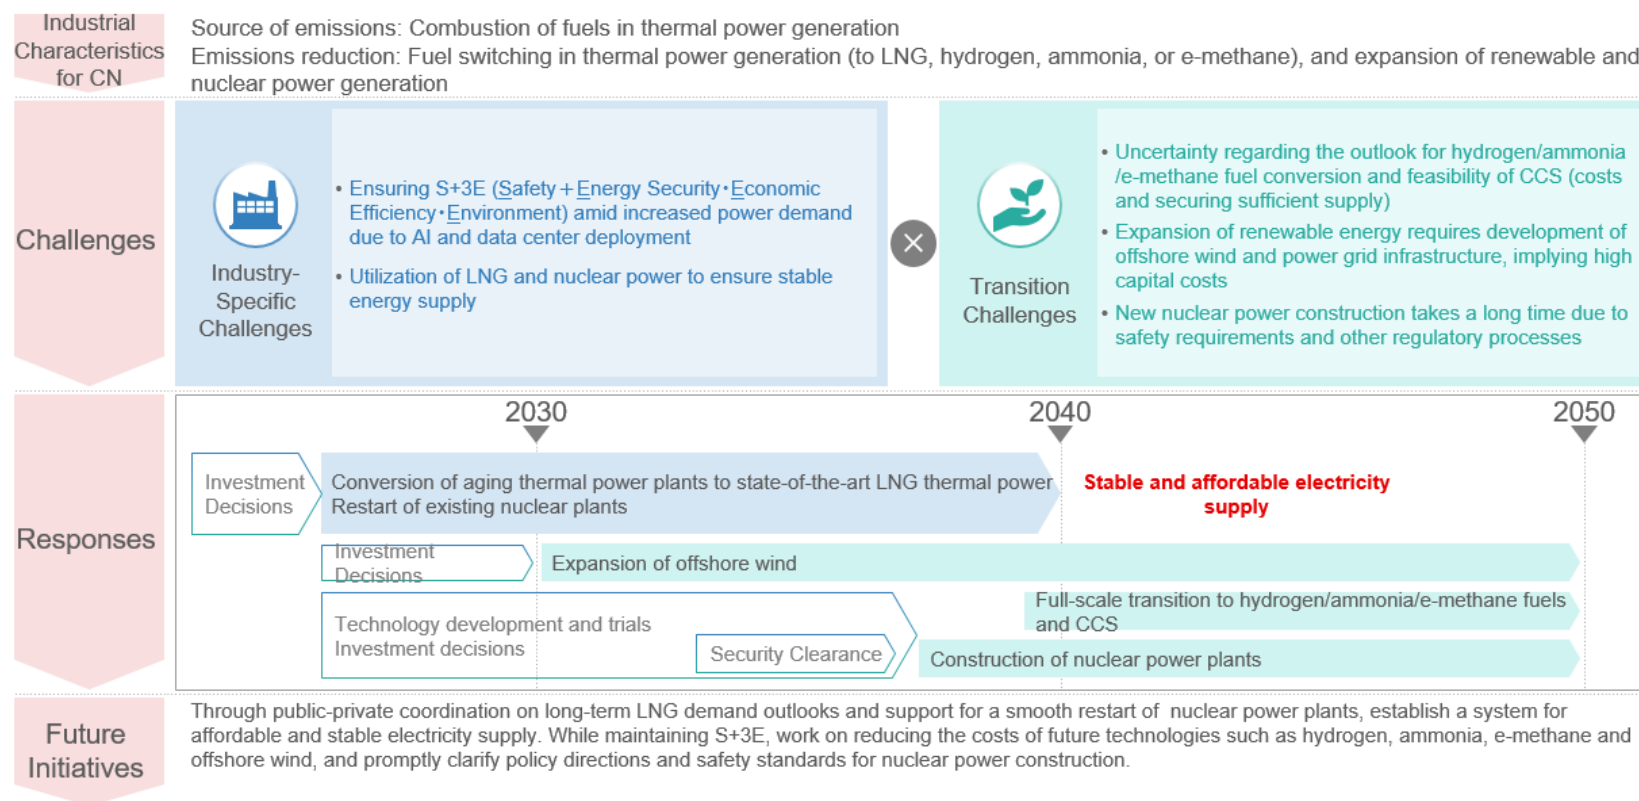 Industrial
Characteristics
for CN
Source of emissions: Combustion of fuels in thermal power generation
Emissions reduction: Fuel switching in thermal power generation (to LNG, hydrogen, ammonia, or e-methane), and expansion of renewable and
nuclear power generation
Challenges
Industry-
Specific
Challenges
• Ensuring S+3E (Safety+Energy Security・Economic
Efficiency・Environment) amid increased power demand
due to AI and data center deployment
• Utilization of LNG and nuclear power to ensure stable
energy supply
Transition
Challenges
• Uncertainty regarding the outlook for hydrogen/ammonia
/e-methane fuel conversion and feasibility of CCS (costs
and securing sufficient supply)
• Expansion of renewable energy requires development of
offshore wind and power grid infrastructure, implying high
capital costs
• New nuclear power construction takes a long time due to
safety requirements and other regulatory processes
Responses
2030
2040
2050
Investment
Decisions
Conversion of aging thermal power plants to state-of-the-art LNG thermal power
Restart of existing nuclear plants
Stable and affordable electricity
supply
Investment
Decisions
Expansion of offshore wind
Full-scale transition to hydrogen/ammonia/e-methane fuels
and CCS
Technology development and trials
Investment decisions
Security Clearance
Construction of nuclear power plants
Future
Initiatives
Through public-private coordination on long-term LNG demand outlooks and support for a smooth restart of nuclear power plants, establish a system for
affordable and stable electricity supply. While maintaining S+3E, work on reducing the costs of future technologies such as hydrogen, ammonia, e-methane and
offshore wind, and promptly clarify policy directions and safety standards for nuclear power construction.